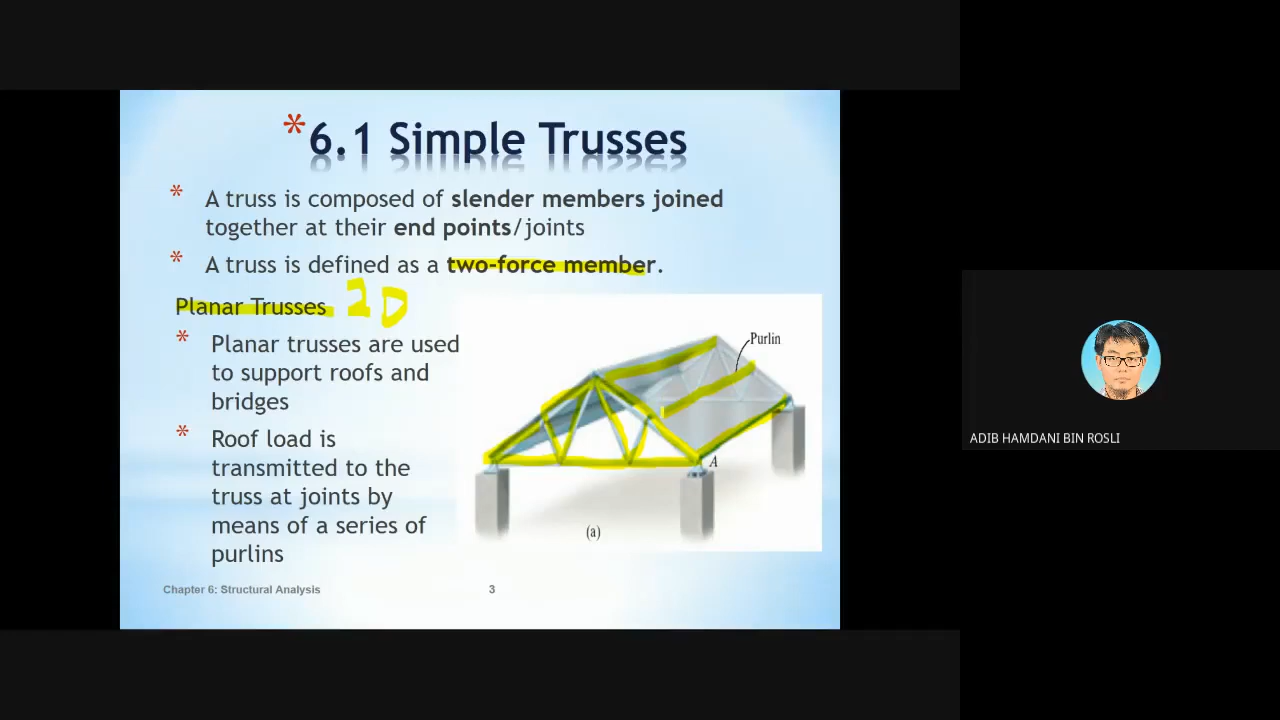 * 6.1 Simple Trusses
* A truss is composed of slender members joined
together at their end points/joints
* A truss is defined as a two-force member.
Planar Trusses 2D
* Planar trusses are used
to support roofs and
bridges
* Roof load is
transmitted to the
truss at joints by
means of a series of
purlins
Purlin
A
(a)
Chapter 6: Structural Analysis
3
ADIB HAMDANI BIN ROSLI